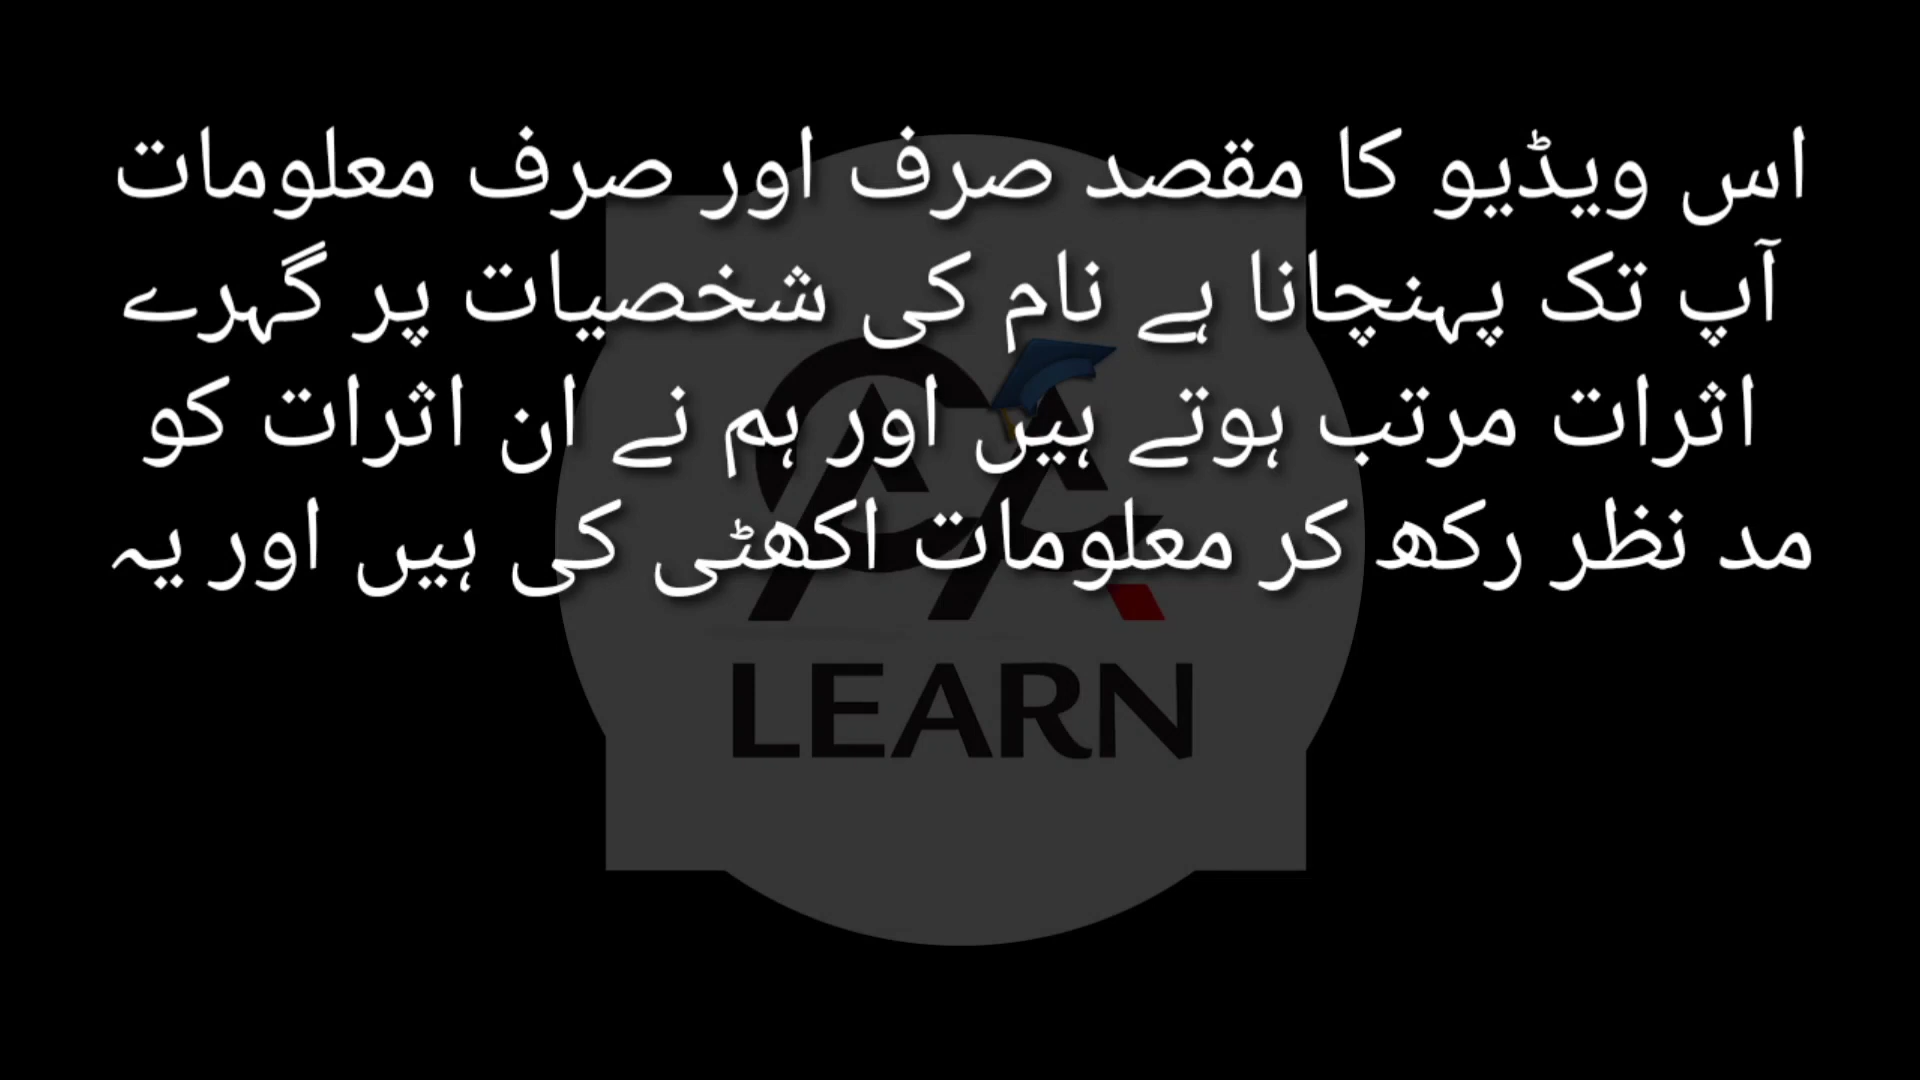 اس ویڈیو کا مقصد صرف اور صرف معلومات
آپ تک پہنچانا ہے نام کی شخصیات پر گہرے
اثرات مرتب ہوتے ہیں اور ہم نے ان اثرات کو
مد نظر رکھ کر معلومات اکھٹی کی ہیں اور یہ
LEARN